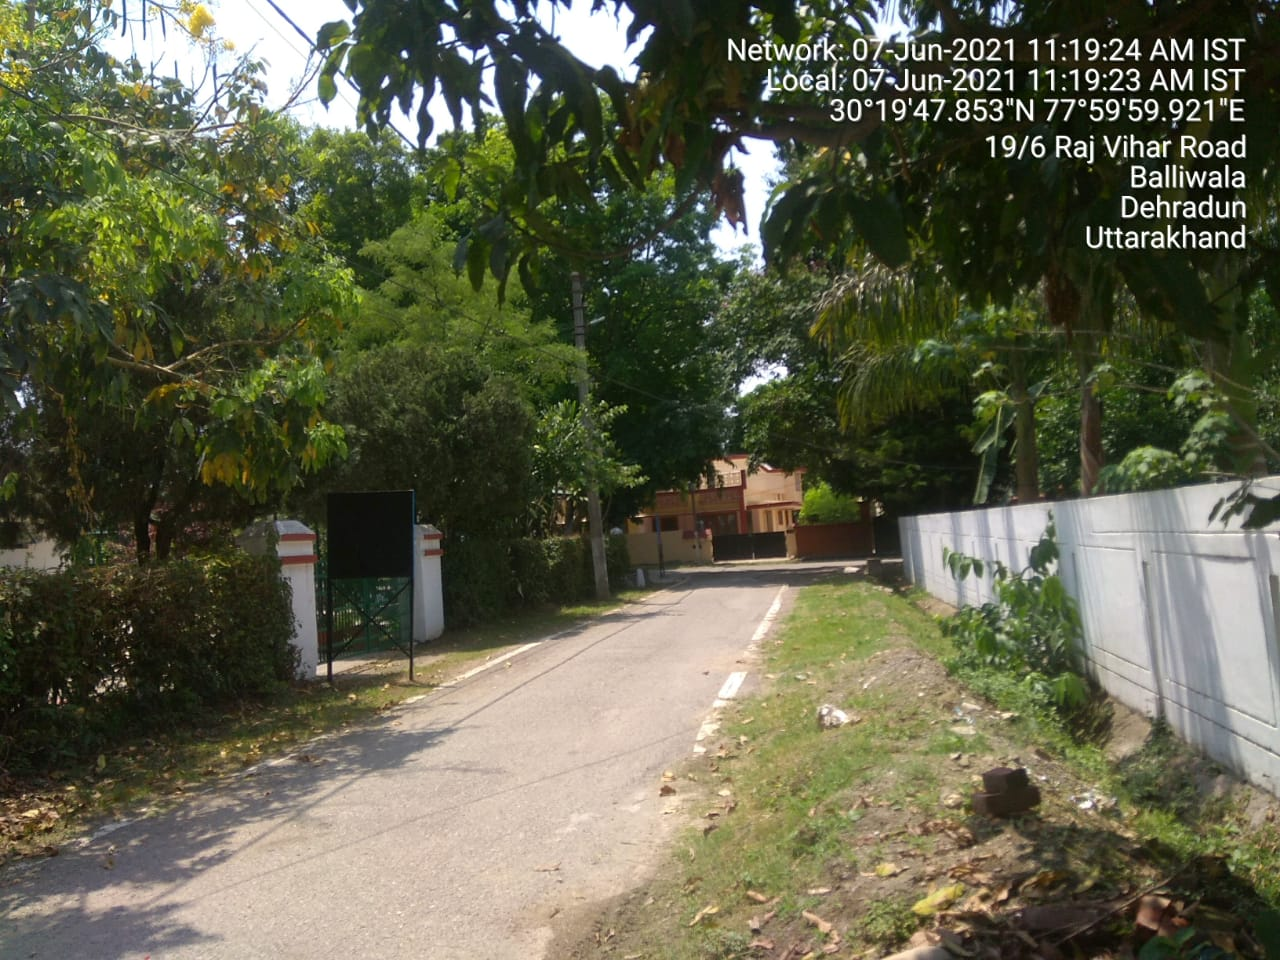 Network: 07-Jun-2021 11:19:24 AM IST
Local: 07-Jun-2021 11:19:23 AM IST
30°19'47.853"N 77°59'59.921"E
19/6 Raj Vihar Road
Balliwala
Dehradun
Uttarakhand